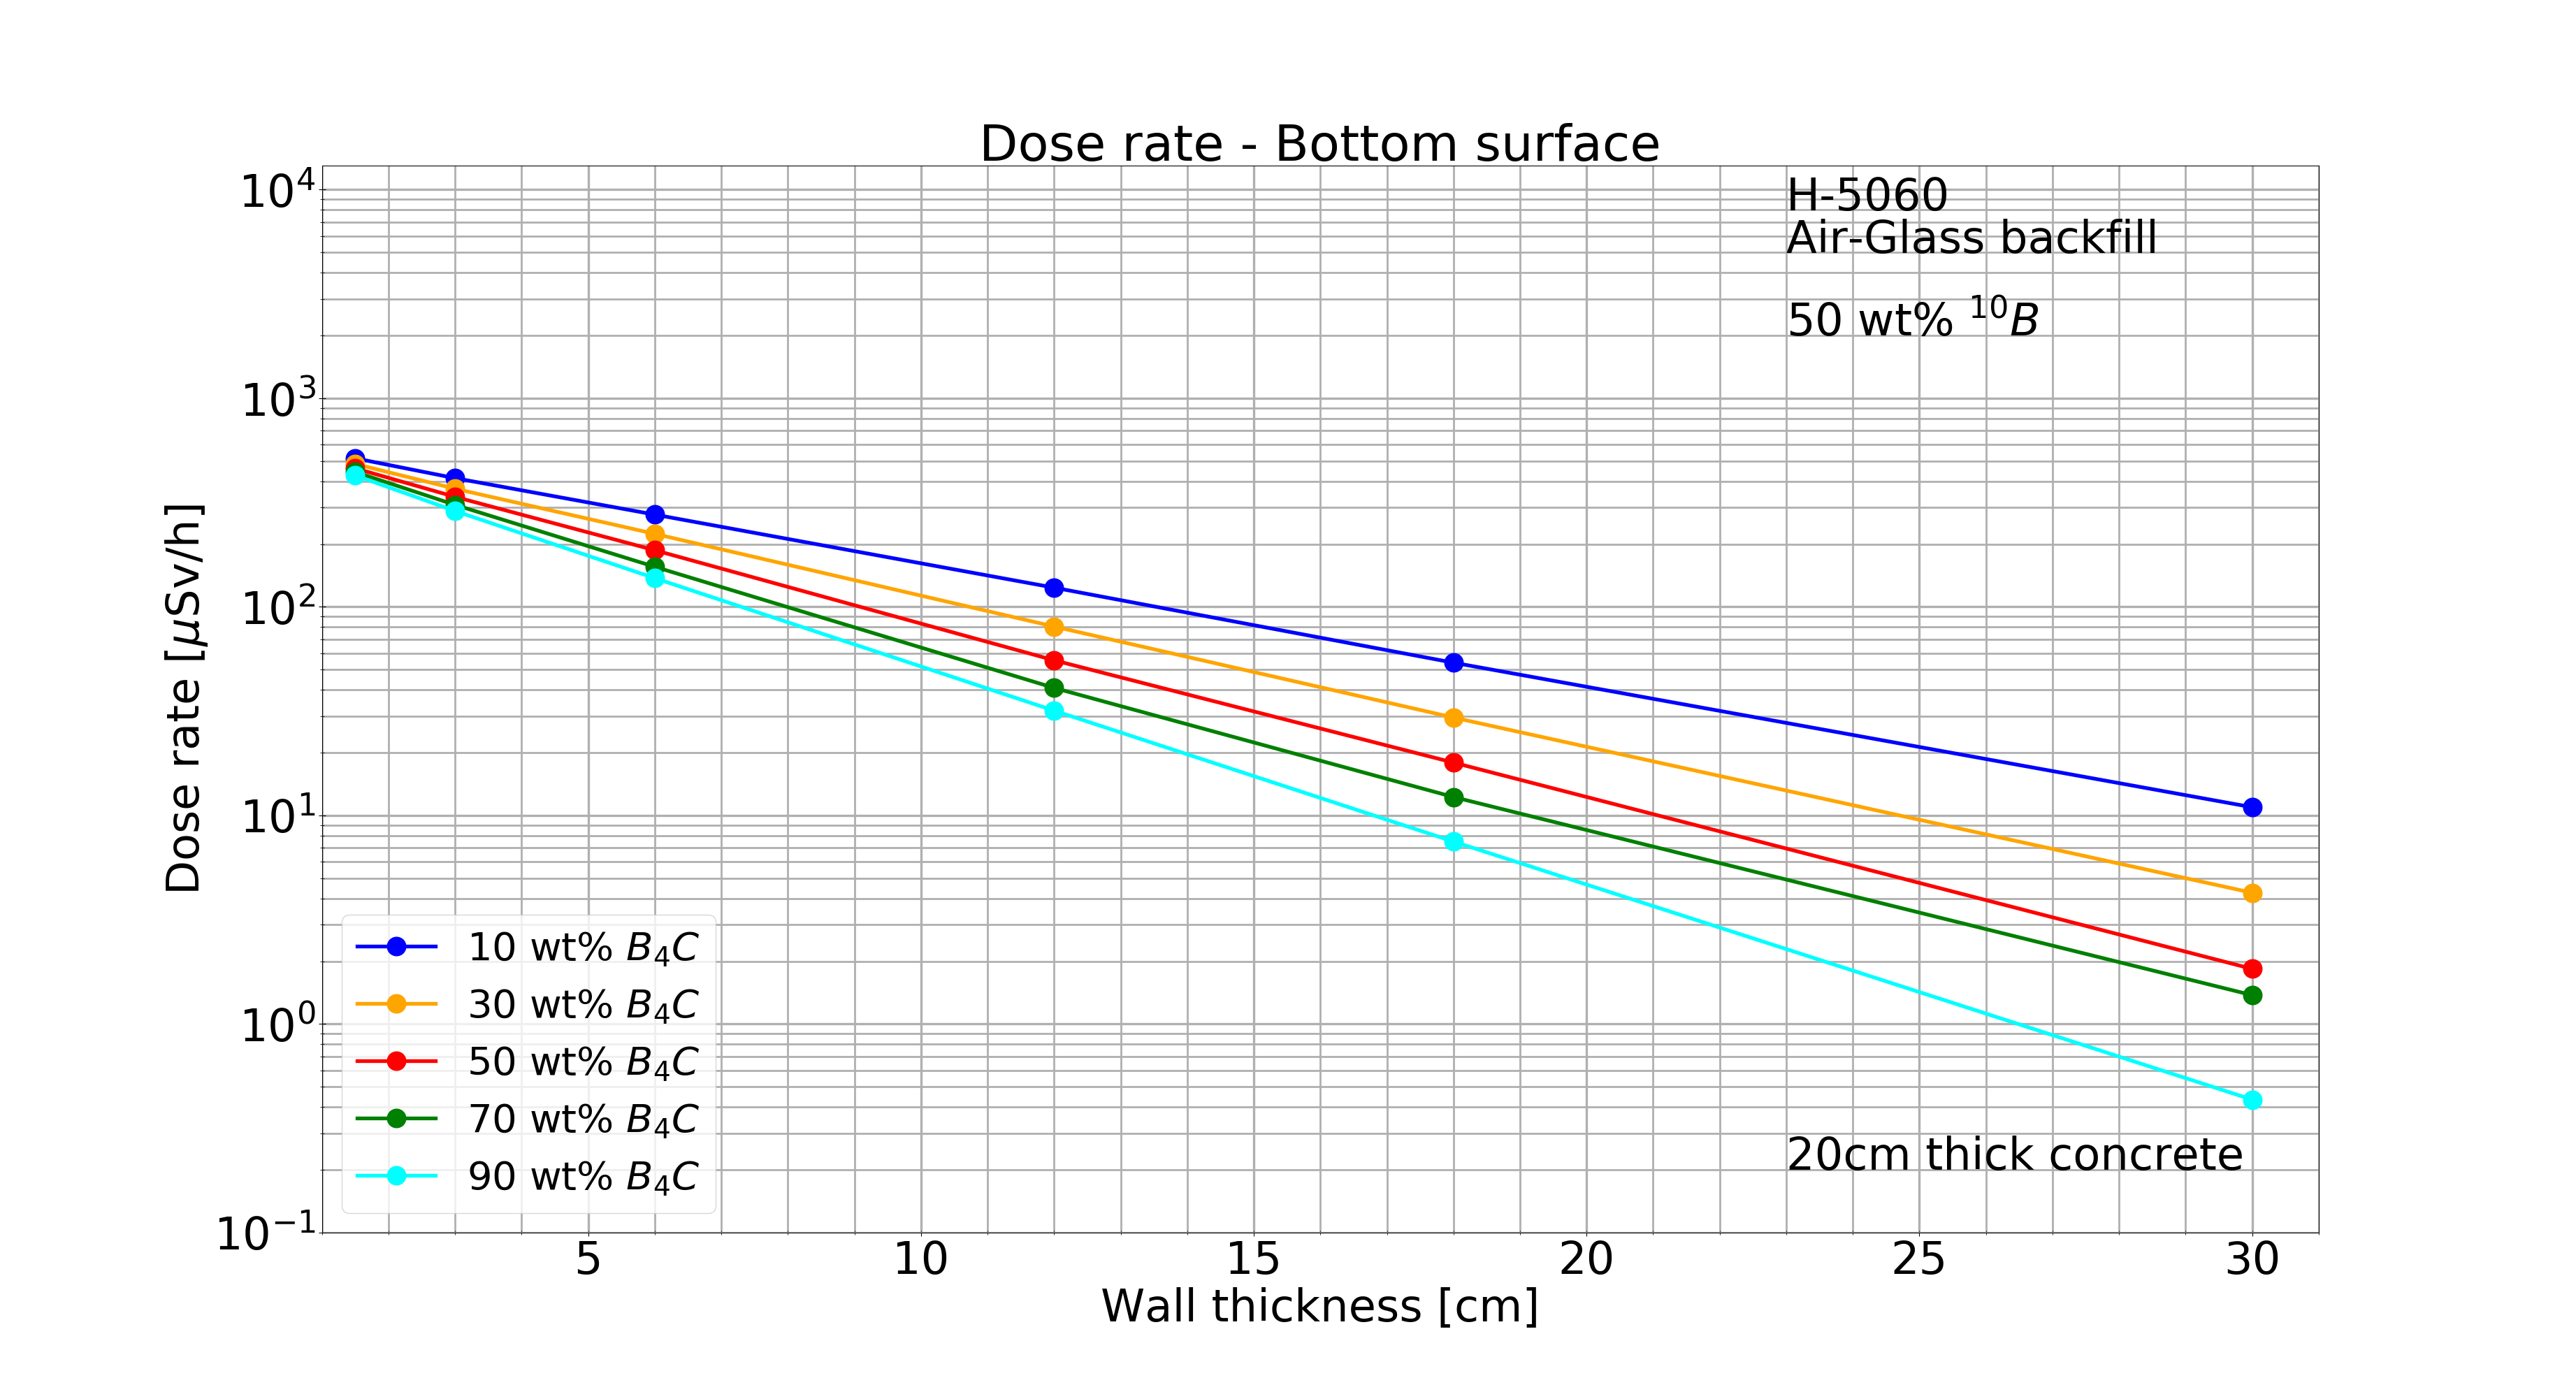 Dose rate - Bottom surface
H-5060
Air-Glass backfill
50 wt% ¹⁰B
10⁴
10³
10²
10¹
10⁰
10⁻¹
Dose rate [μSv/h]
10 wt% B₄C
30 wt% B₄C
50 wt% B₄C
70 wt% B₄C
90 wt% B₄C
20cm thick concrete
5 10 15 20 25 30
Wall thickness [cm]